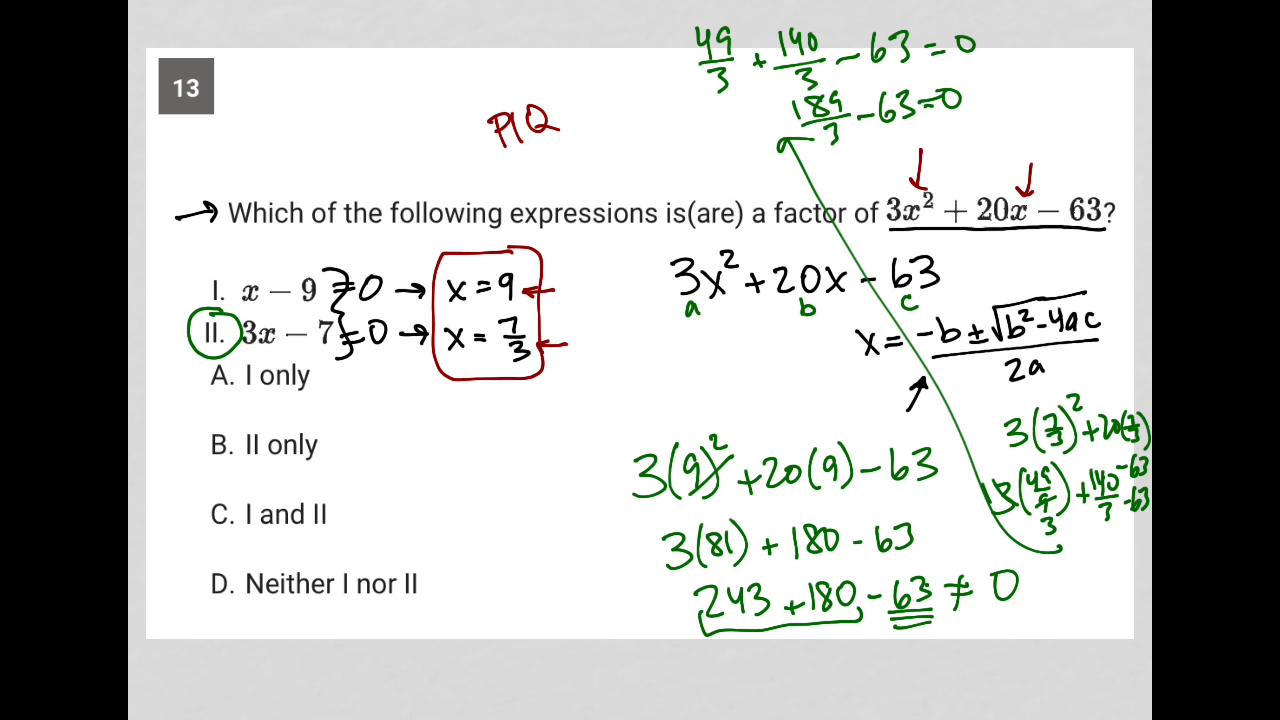 49/3 + 140/3 − 63 = 0
189/3 − 63 = 0
13
PIQ
→ Which of the following expressions is(are) a factor of 3x² + 20x − 63?
I. x − 9 = 0 → x = 9
II. 3x − 7 = 0 → x = 7/3
3x² + 20x − 63
a b c
x = −b ± √b² − 4ac / 2a
A. I only
B. II only
C. I and II
D. Neither I nor II
3(9)² + 20(9) − 63
3(81) + 180 − 63
243 + 180 − 63 ≠ 0
3(7/3)² + 20(7/3) − 63
3(49/9) + 140/3 − 63
3